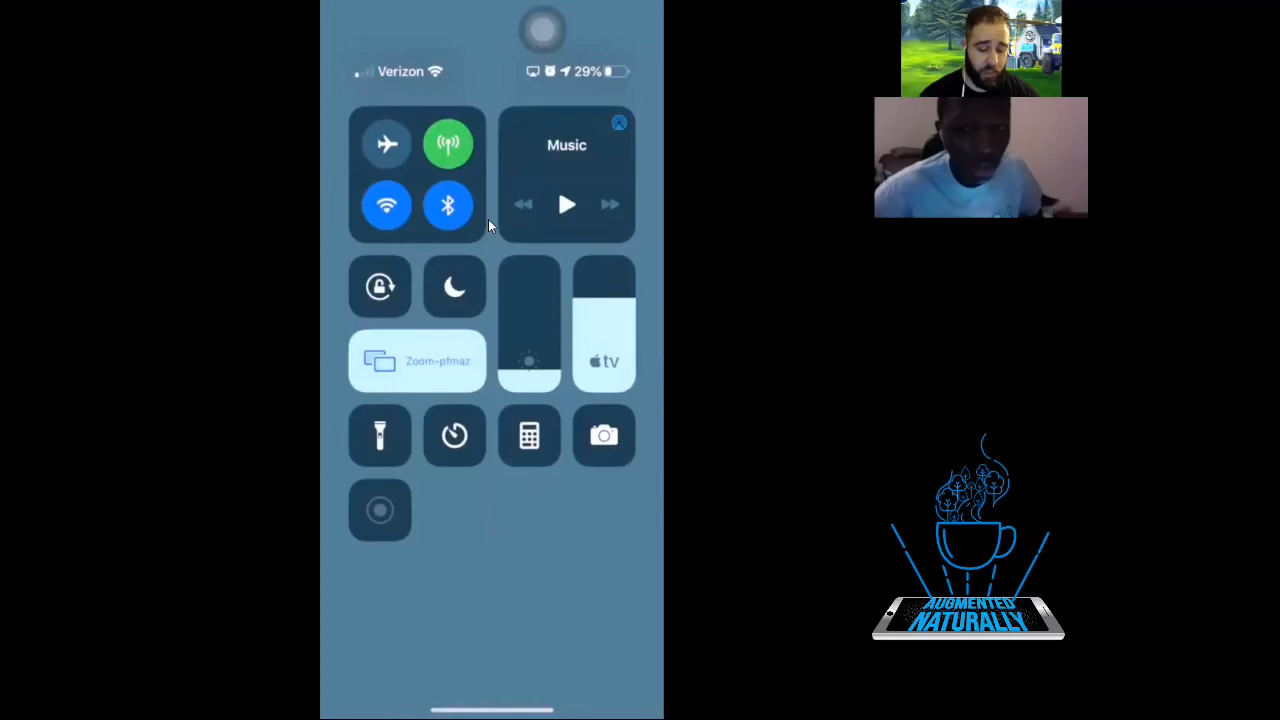 Verizon
29%
Music
Zoom-pfmaz
tv
AUGMENTED
NATURALLY